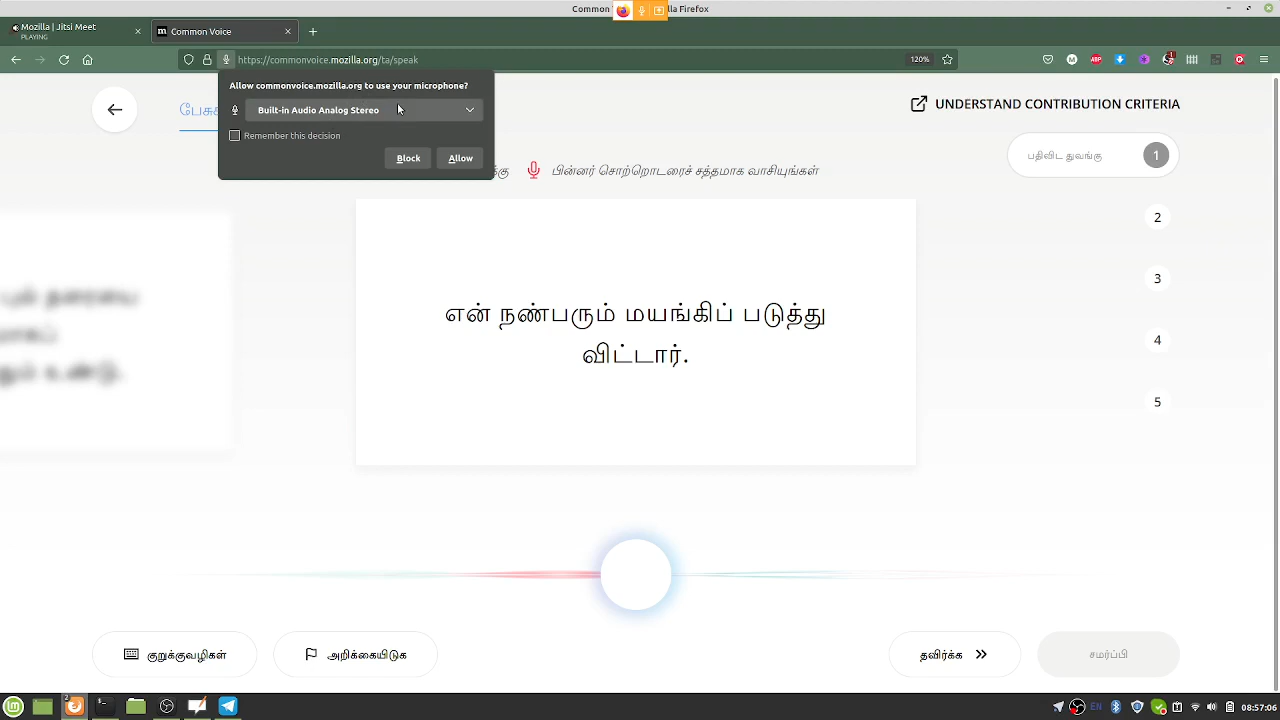 Mozilla | Jitsi Meet
PLAYING
Common Voice
https://commonvoice.mozilla.org/ta/speak
120%
Allow commonvoice.mozilla.org to use your microphone?
Built-in Audio Analog Stereo
Remember this decision
Block
Allow
UNDERSTAND CONTRIBUTION CRITERIA
பின்னர் சொற்றொடரைச் சத்தமாக வாசியுங்கள்
பதிவிட துவங்கு
1
2
3
4
5
என் நண்பரும் மயங்கிப் படுத்து
விட்டார்.
குறுக்குவழிகள்
அறிக்கையிடுக
தவிர்க்க
சமர்ப்பி
EN
08:57:06